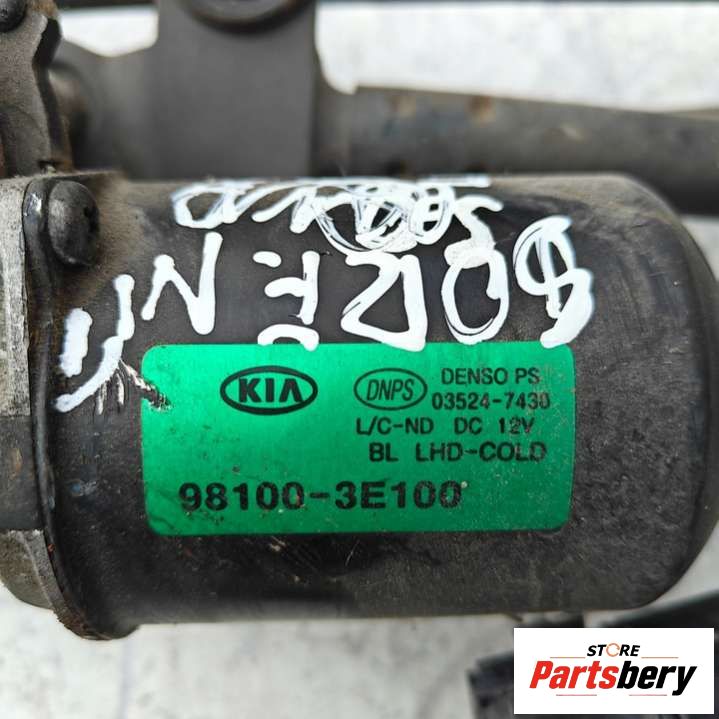 KIA
DNPS
DENSO PS
03524-7430
L/C-ND DC 12V
BL LHD-COLD
98100-3E100
STORE
Partsbery